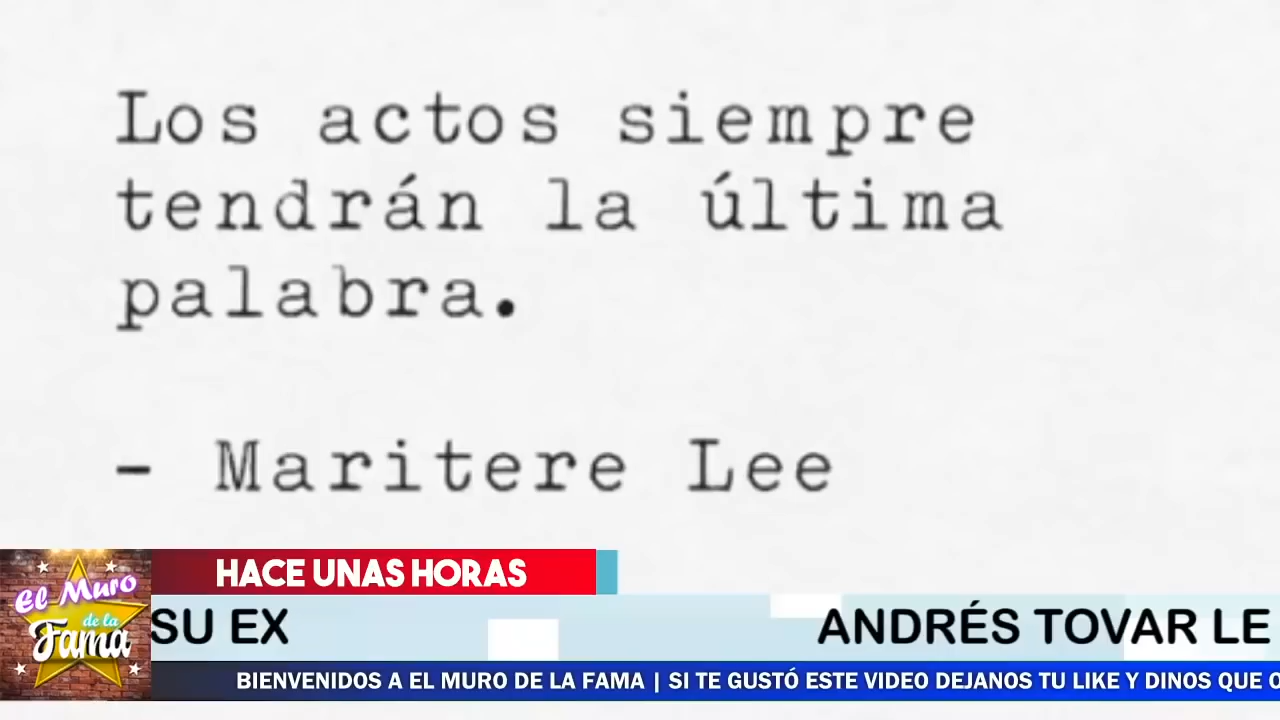 Los actos siempre
tendrán la última
palabra.
- Maritere Lee
HACE UNAS HORAS
El Muro
de la
Fama
SU EX
ANDRÉS TOVAR LE
BIENVENIDOS A EL MURO DE LA FAMA | SI TE GUSTÓ ESTE VIDEO DEJANOS TU LIKE Y DINOS QUE